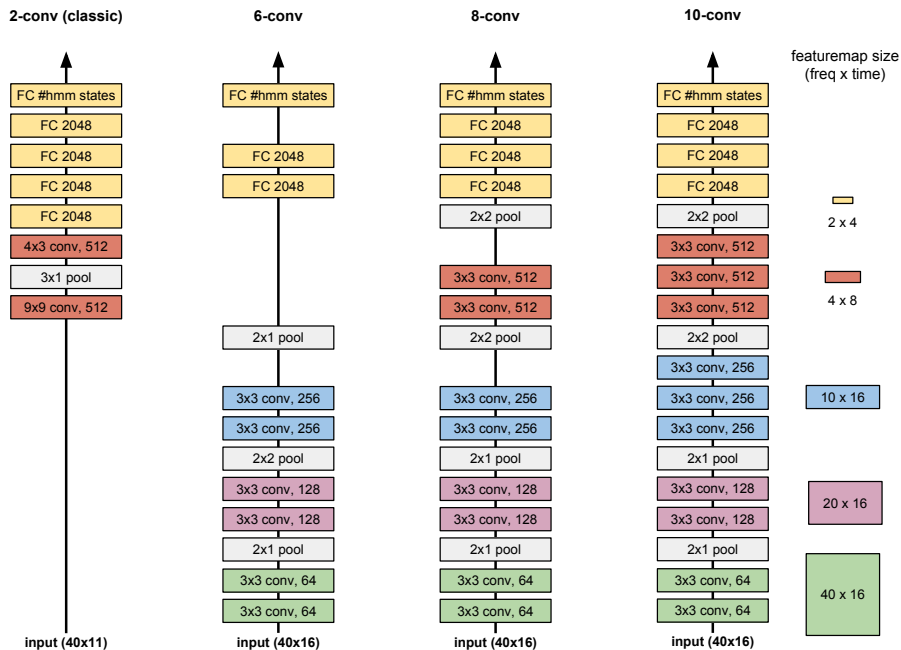 2-conv (classic)
6-conv
8-conv
10-conv
featuremap size
(freq x time)
FC #hmm states
FC 2048
FC 2048
FC 2048
FC 2048
4x3 conv, 512
3x1 pool
9x9 conv, 512
input (40x11)
FC #hmm states
FC 2048
FC 2048
2x1 pool
3x3 conv, 256
3x3 conv, 256
2x2 pool
3x3 conv, 128
3x3 conv, 128
2x1 pool
3x3 conv, 64
3x3 conv, 64
input (40x16)
FC #hmm states
FC 2048
FC 2048
FC 2048
2x2 pool
3x3 conv, 512
3x3 conv, 512
2x2 pool
3x3 conv, 256
3x3 conv, 256
2x1 pool
3x3 conv, 128
3x3 conv, 128
2x1 pool
3x3 conv, 64
3x3 conv, 64
input (40x16)
FC #hmm states
FC 2048
FC 2048
FC 2048
2x2 pool
3x3 conv, 512
3x3 conv, 512
3x3 conv, 512
2x2 pool
3x3 conv, 256
3x3 conv, 256
3x3 conv, 256
2x1 pool
3x3 conv, 128
3x3 conv, 128
2x1 pool
3x3 conv, 64
3x3 conv, 64
input (40x16)
2 x 4
4 x 8
10 x 16
20 x 16
40 x 16